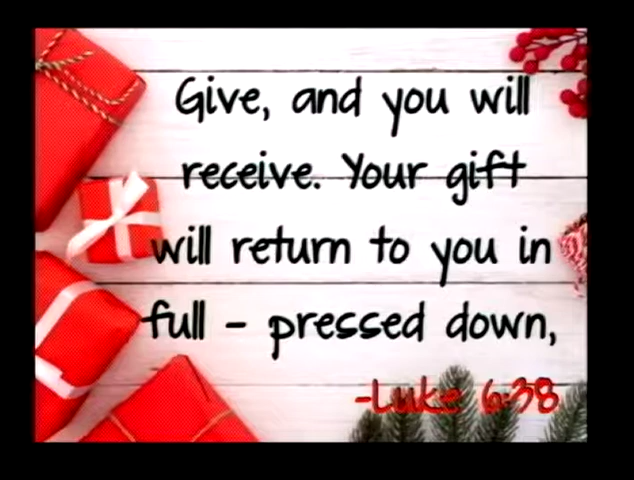 Give, and you will
receive. Your gift
will return to you in
full - pressed down,
-Luke 6:38